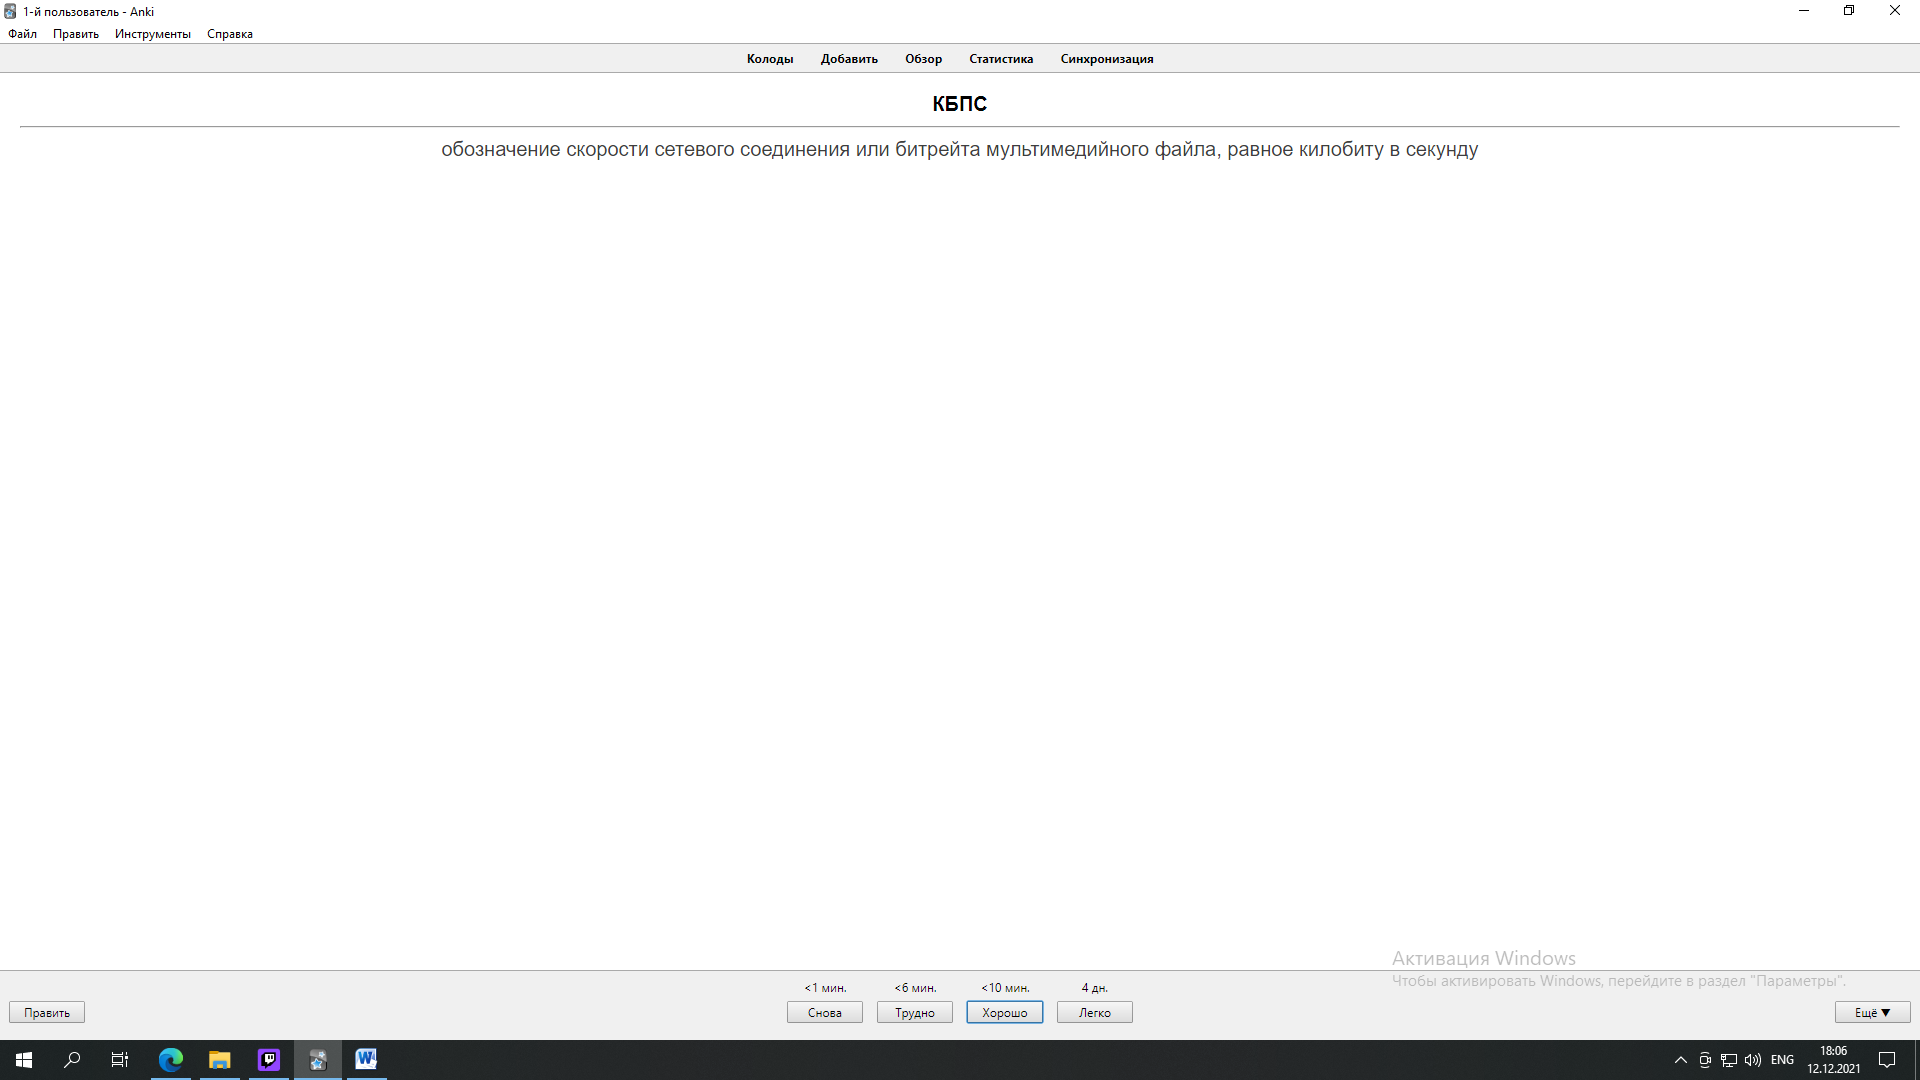 1-й пользователь - Anki
Файл Править Инструменты Справка
Колоды Добавить Обзор Статистика Синхронизация
КБПС
обозначение скорости сетевого соединения или битрейта мультимедийного файла, равное килобиту в секунду
Активация Windows
Чтобы активировать Windows, перейдите в раздел "Параметры".
<1 мин. <6 мин. <10 мин. 4 дн.
Править Снова Трудно Хорошо Легко Ещё ▼
ENG 18:06
12.12.2021